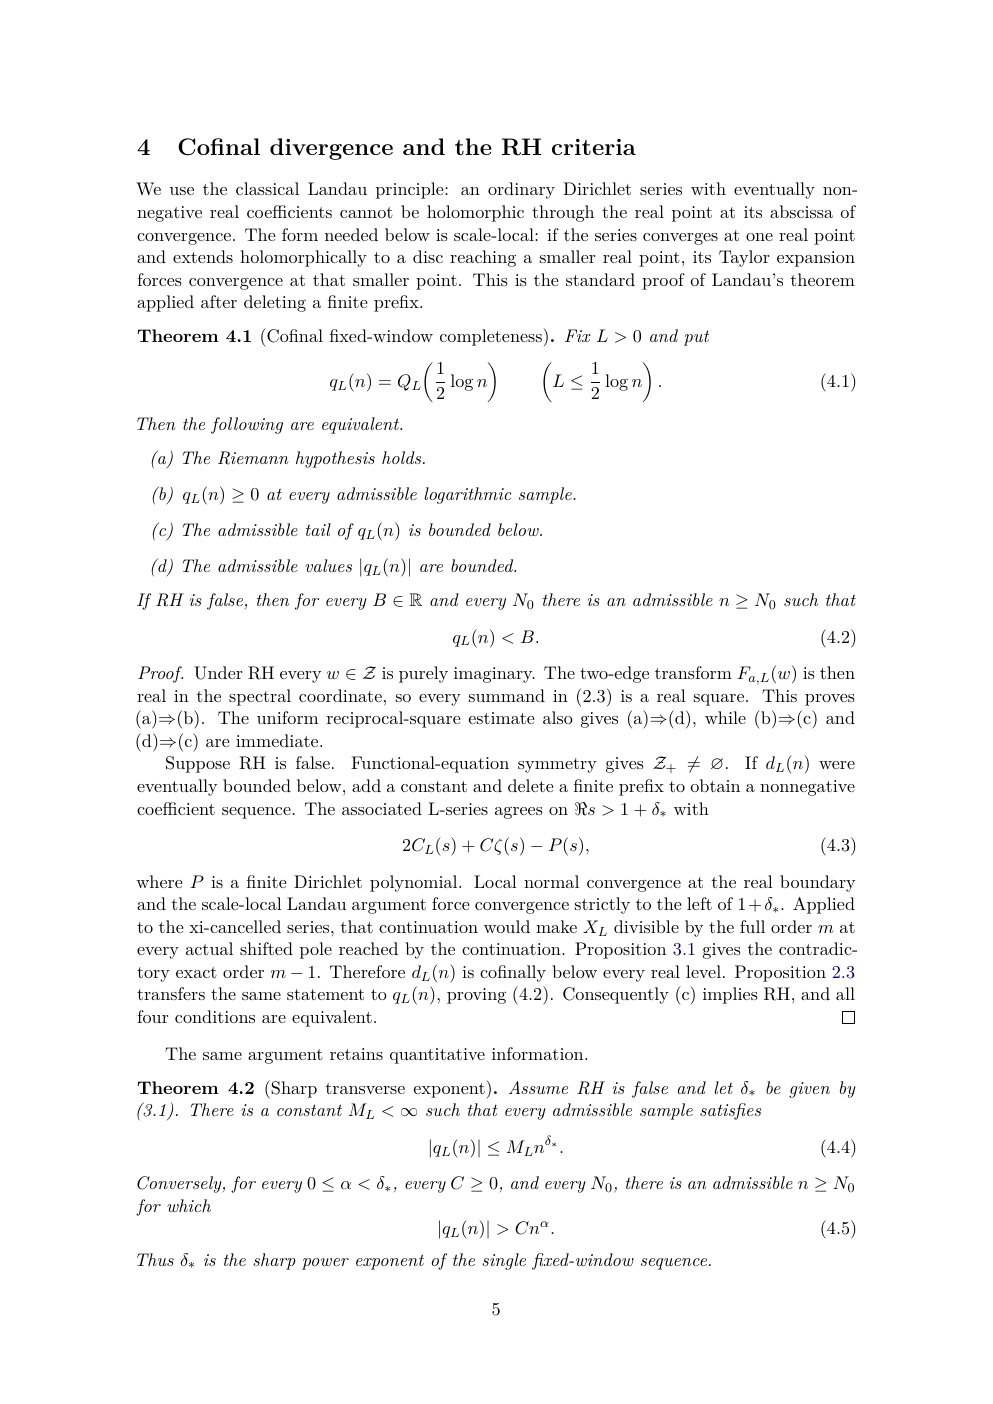 4 Cofinal divergence and the RH criteria
We use the classical Landau principle: an ordinary Dirichlet series with eventually non-
negative real coefficients cannot be holomorphic through the real point at its abscissa of
convergence. The form needed below is scale-local: if the series converges at one real point
and extends holomorphically to a disc reaching a smaller real point, its Taylor expansion
forces convergence at that smaller point. This is the standard proof of Landau's theorem
applied after deleting a finite prefix.
Theorem 4.1 (Cofinal fixed-window completeness). Fix L > 0 and put
q_L(n) = Q_L(1/2 log n) (L ≤ 1/2 log n). (4.1)
Then the following are equivalent.
(a) The Riemann hypothesis holds.
(b) q_L(n) ≥ 0 at every admissible logarithmic sample.
(c) The admissible tail of q_L(n) is bounded below.
(d) The admissible values |q_L(n)| are bounded.
If RH is false, then for every B ∈ ℝ and every N₀ there is an admissible n ≥ N₀ such that
q_L(n) < B. (4.2)
Proof. Under RH every w ∈ 𝒵 is purely imaginary. The two-edge transform F_{a,L}(w) is then
real in the spectral coordinate, so every summand in (2.3) is a real square. This proves
(a)⇒(b). The uniform reciprocal-square estimate also gives (a)⇒(d), while (b)⇒(c) and
(d)⇒(c) are immediate.
Suppose RH is false. Functional-equation symmetry gives 𝒵₊ ≠ ∅. If d_L(n) were
eventually bounded below, add a constant and delete a finite prefix to obtain a nonnegative
coefficient sequence. The associated L-series agrees on ℜs > 1 + δ_* with
2C_L(s) + Cζ(s) − P(s), (4.3)
where P is a finite Dirichlet polynomial. Local normal convergence at the real boundary
and the scale-local Landau argument force convergence strictly to the left of 1+δ_*. Applied
to the xi-cancelled series, that continuation would make X_L divisible by the full order m at
every actual shifted pole reached by the continuation. Proposition 3.1 gives the contradic-
tory exact order m − 1. Therefore d_L(n) is cofinally below every real level. Proposition 2.3
transfers the same statement to q_L(n), proving (4.2). Consequently (c) implies RH, and all
four conditions are equivalent. □
The same argument retains quantitative information.
Theorem 4.2 (Sharp transverse exponent). Assume RH is false and let δ_* be given by
(3.1). There is a constant M_L < ∞ such that every admissible sample satisfies
|q_L(n)| ≤ M_L n^{δ_*}. (4.4)
Conversely, for every 0 ≤ α < δ_*, every C ≥ 0, and every N₀, there is an admissible n ≥ N₀
for which
|q_L(n)| > Cn^α. (4.5)
Thus δ_* is the sharp power exponent of the single fixed-window sequence.
5